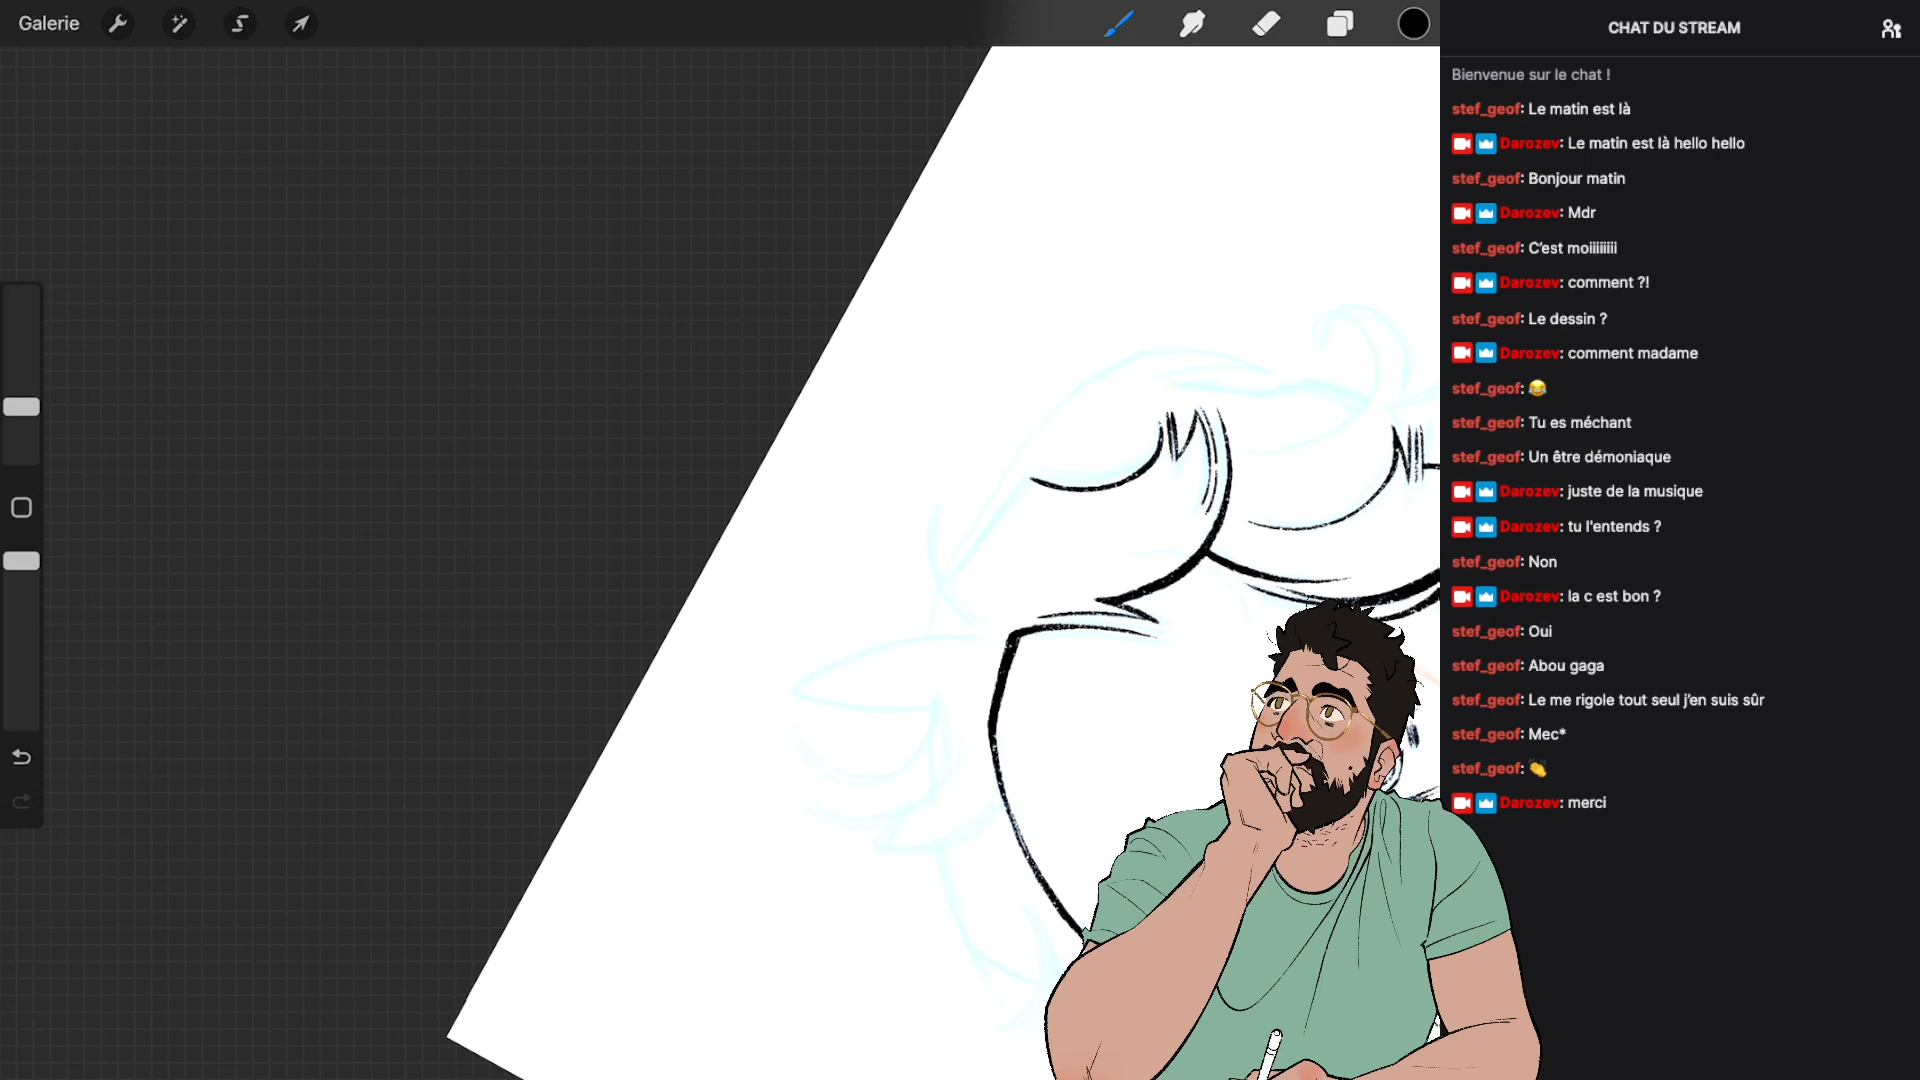 Galerie
CHAT DU STREAM
Bienvenue sur le chat !
stef_geof: Le matin est là
Darozev: Le matin est là hello hello
stef_geof: Bonjour matin
Darozev: Mdr
stef_geof: C'est moiiiiiiiii
Darozev: comment ?!
stef_geof: Le dessin ?
Darozev: comment madame
stef_geof: 😂
stef_geof: Tu es méchant
stef_geof: Un être démoniaque
Darozev: juste de la musique
Darozev: tu l'entends ?
stef_geof: Non
Darozev: la c est bon ?
stef_geof: Oui
stef_geof: Abou gaga
stef_geof: Le me rigole tout seul j'en suis sûr
stef_geof: Mec*
stef_geof: 👏
Darozev: merci